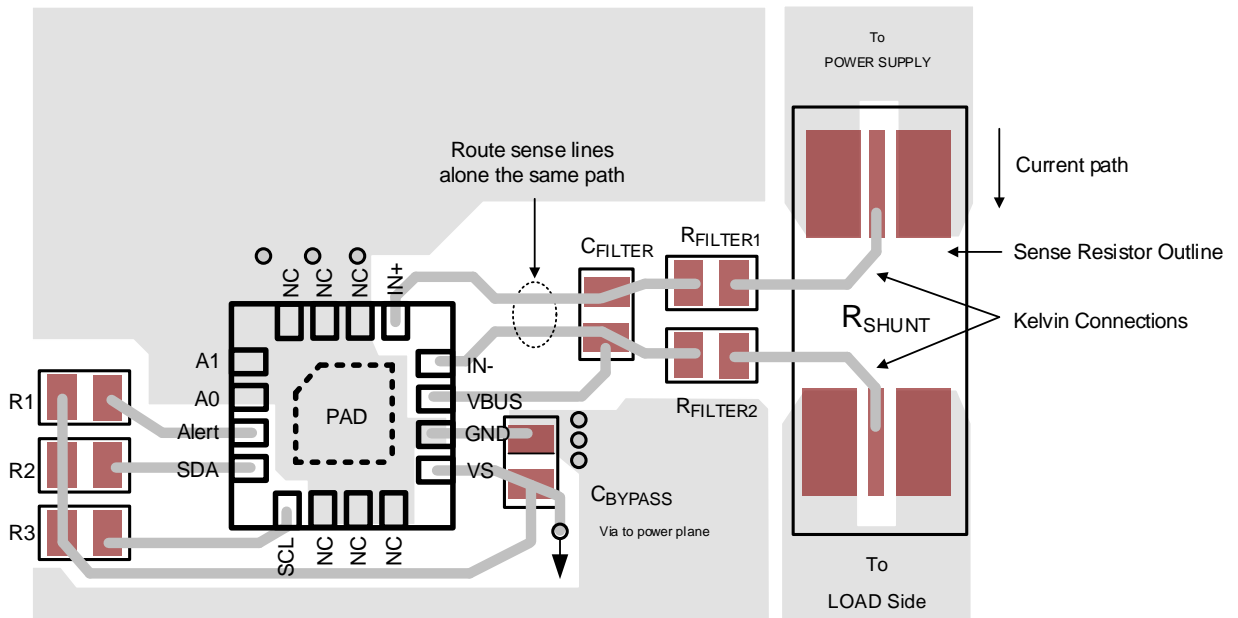 To
POWER SUPPLY
Route sense lines
alone the same path
Current path
CFILTER
RFILTER1
Sense Resistor Outline
NC
NC
NC
IN+
RSHUNT
Kelvin Connections
A1
IN-
R1
A0
PAD
VBUS
RFILTER2
Alert
GND
R2
SDA
VS
CBYPASS
Via to power plane
R3
SCL
NC
NC
NC
To
LOAD Side